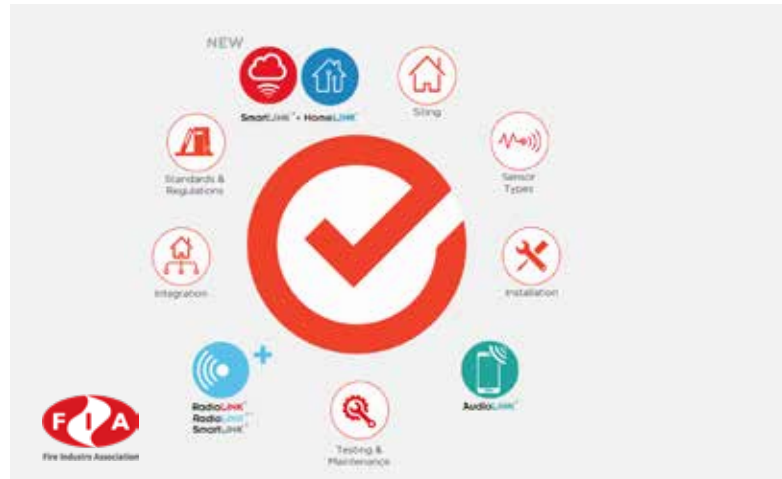 NEW
SmartLINK™+ HomeLINK
Siting
Standards &
Regulations
Sensor
Types
Integration
Installation
RadioLINK
RadioLINK
SmartLINK
AudioLINK
Testing &
Maintenance
FIA
Fire Industry Association